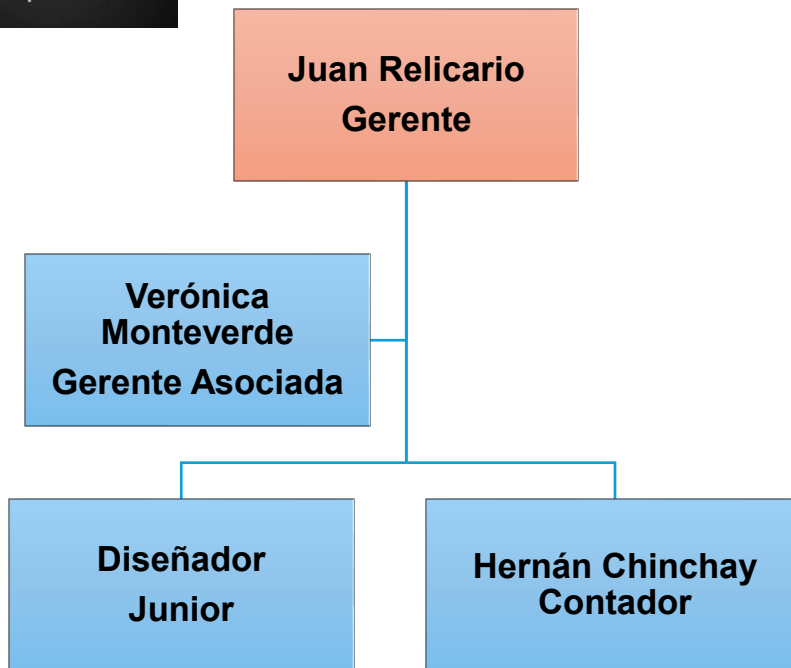 Juan Relicario
Gerente
Verónica
Monteverde
Gerente Asociada
Diseñador
Junior
Hernán Chinchay
Contador